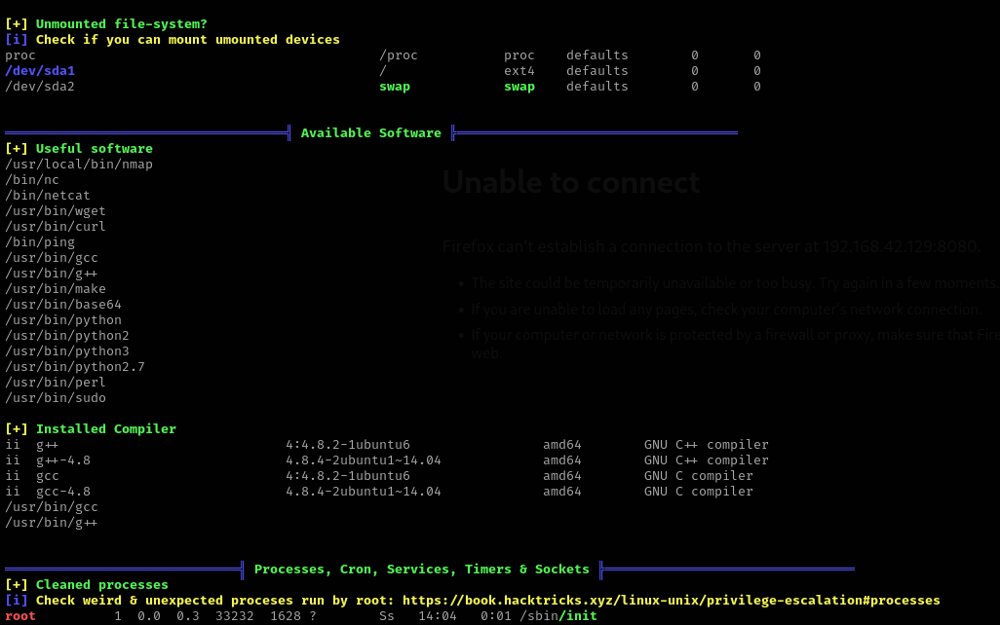 [+] Unmounted file-system?
[i] Check if you can mount umounted devices
proc /proc proc defaults 0 0
/dev/sda1 / ext4 defaults 0 0
/dev/sda2 swap swap defaults 0 0
Available Software
[+] Useful software
/usr/local/bin/nmap
/bin/nc
/bin/netcat
/usr/bin/wget
/usr/bin/curl
/bin/ping
/usr/bin/gcc
/usr/bin/g++
/usr/bin/make
/usr/bin/base64
/usr/bin/python
/usr/bin/python2
/usr/bin/python3
/usr/bin/python2.7
/usr/bin/perl
/usr/bin/sudo
Unable to connect
Firefox can't establish a connection to the server at 192.168.42.129:8080.
• The site could be temporarily unavailable or too busy. Try again in a few moments
• If you are unable to load any pages, check your computer's network connection.
• If your computer or network is protected by a firewall or proxy, make sure that Fire
web.
[+] Installed Compiler
ii g++ 4:4.8.2-1ubuntu6 amd64 GNU C++ compiler
ii g++-4.8 4.8.4-2ubuntu1~14.04 amd64 GNU C++ compiler
ii gcc 4:4.8.2-1ubuntu6 amd64 GNU C compiler
ii gcc-4.8 4.8.4-2ubuntu1~14.04 amd64 GNU C compiler
/usr/bin/gcc
/usr/bin/g++
Processes, Cron, Services, Timers & Sockets
[+] Cleaned processes
[i] Check weird & unexpected proceses run by root: https://book.hacktricks.xyz/linux-unix/privilege-escalation#processes
root 1 0.0 0.3 33232 1628 ? Ss 14:04 0:01 /sbin/init